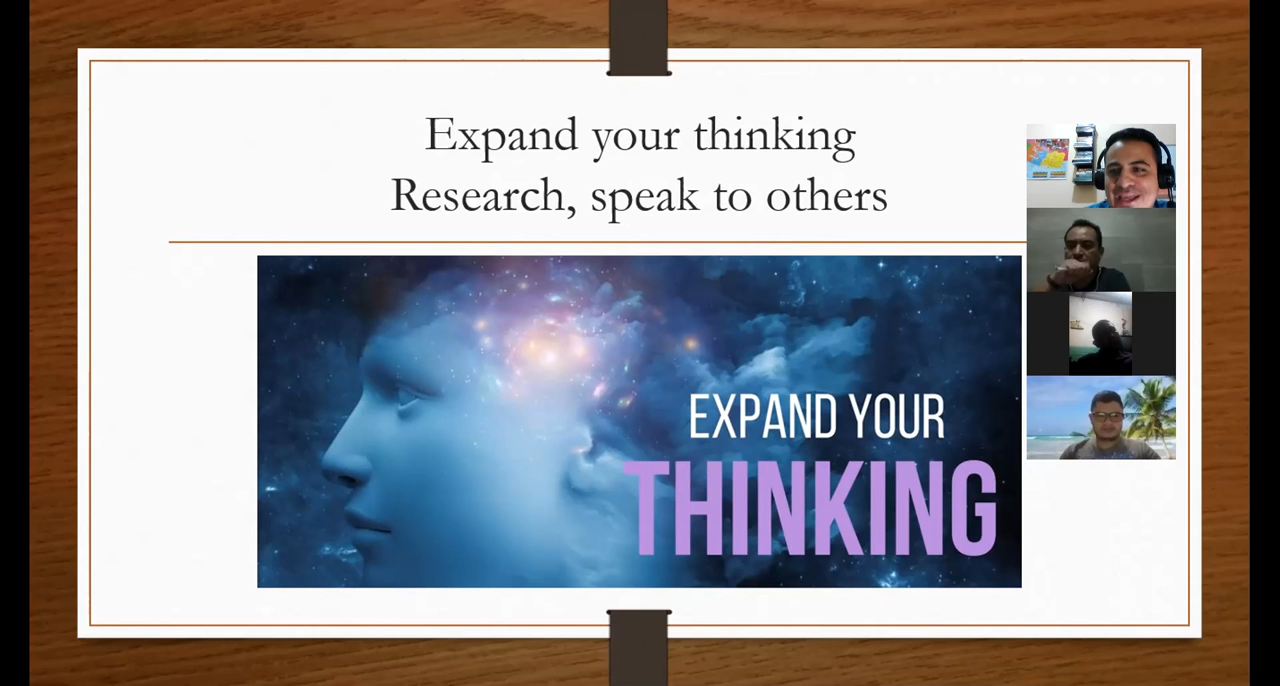 Expand your thinking
Research, speak to others
EXPAND YOUR
THINKING